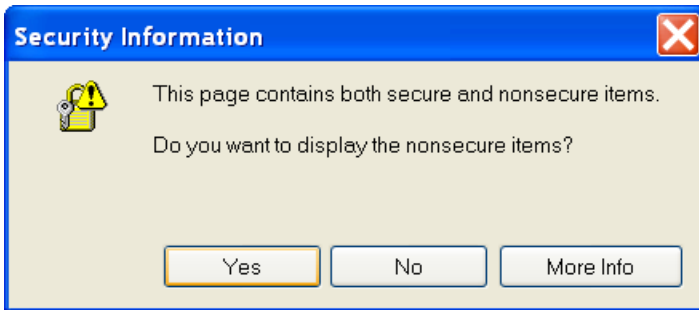 Security Information
This page contains both secure and nonsecure items.
Do you want to display the nonsecure items?
Yes No More Info